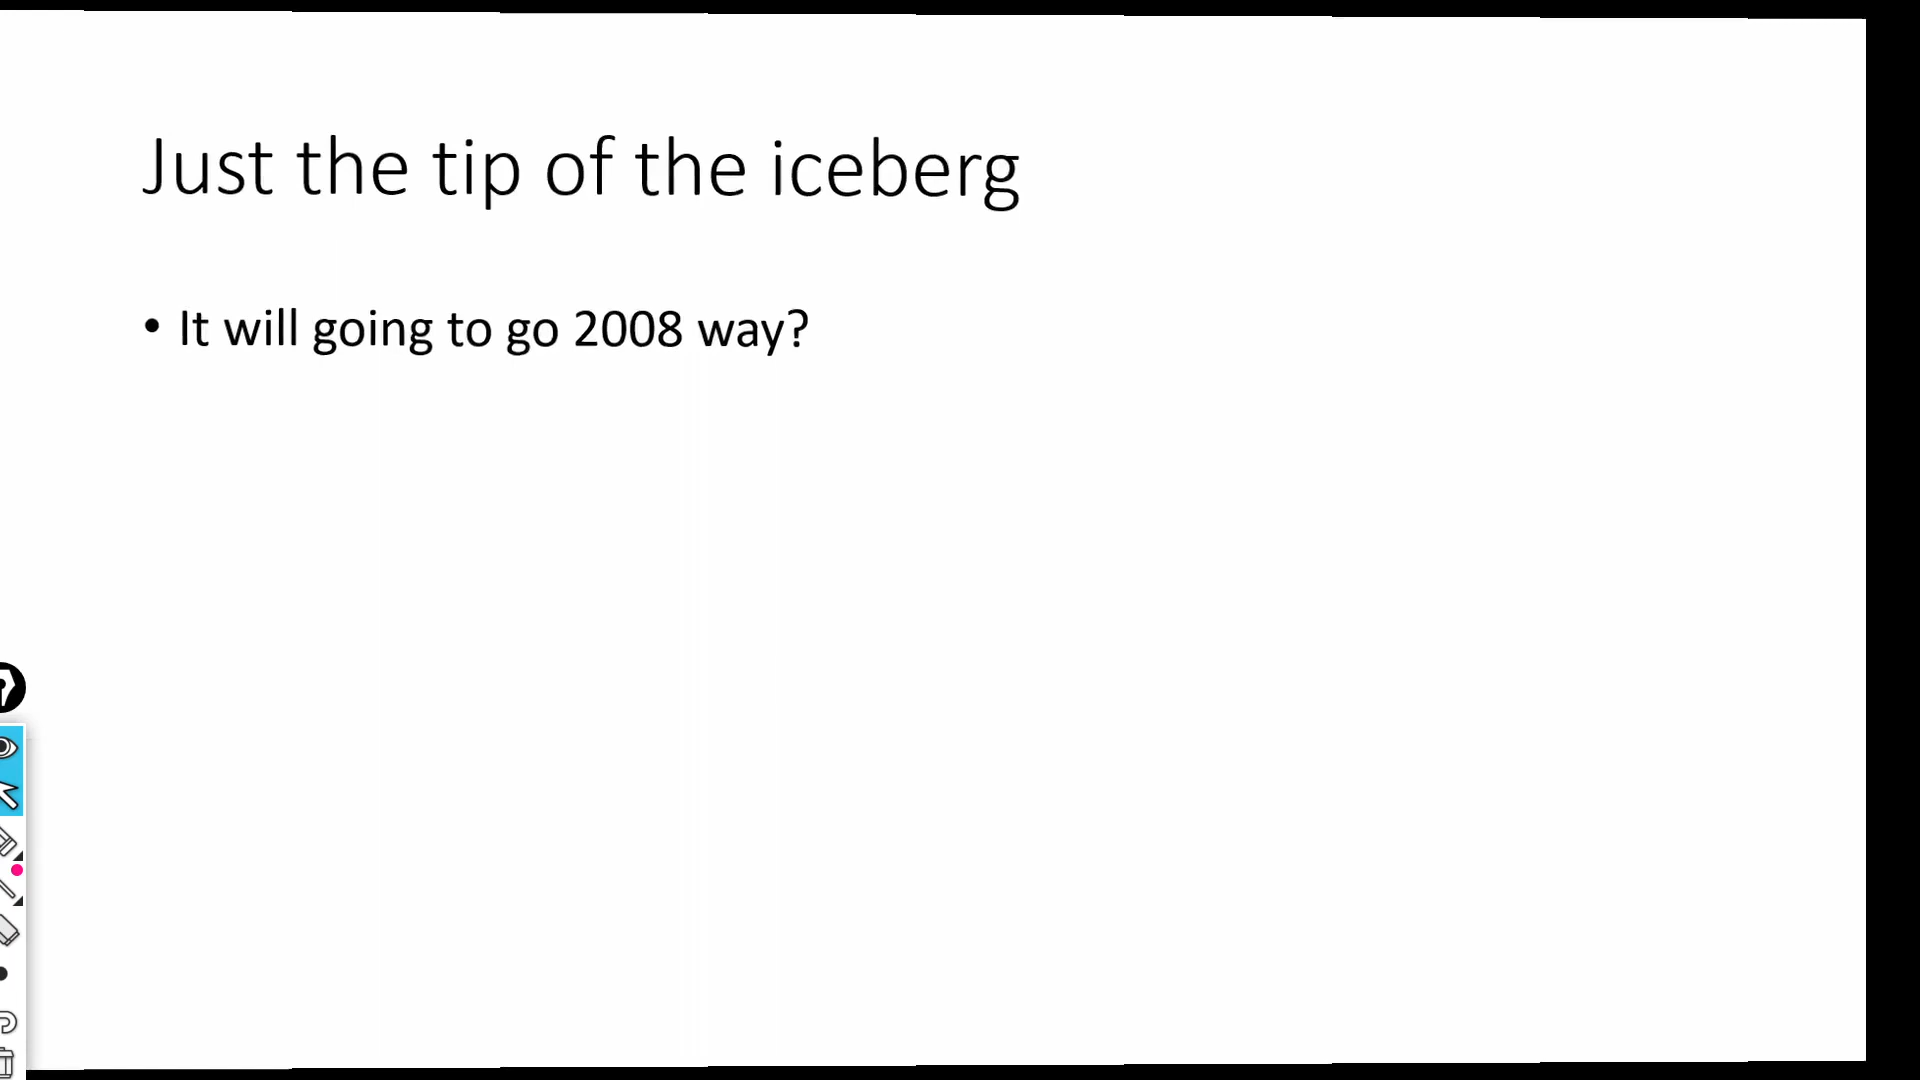 Just the tip of the iceberg
• It will going to go 2008 way?